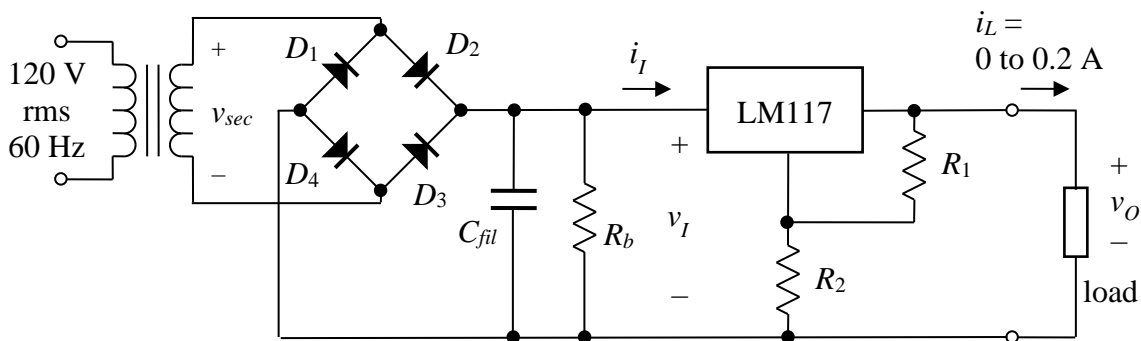 120 V
rms
60 Hz
+
v_sec
–
D1
D2
D4
D3
C_fil
R_b
i_I
+
v_I
–
LM117
R1
R2
i_L =
0 to 0.2 A
+
v_O
–
load